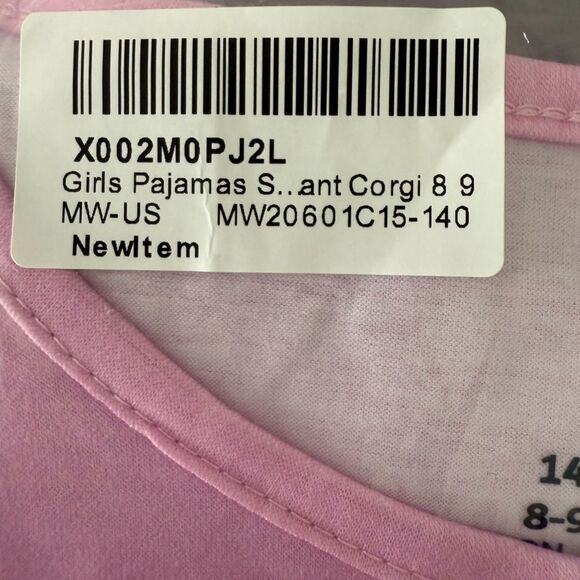 X002M0PJ2L
Girls Pajamas S...ant Corgi 8 9
MW-US MW20601C15-140
NewItem
14
8-9